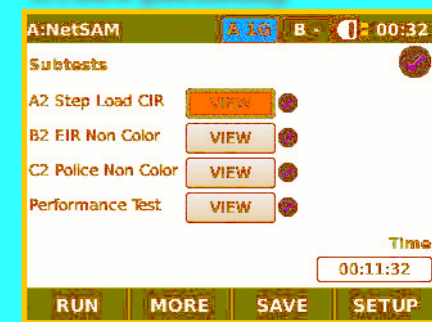 A:NetSAM A 1G B - 00:32
Subtests
A2 Step Load CIR VIEW
B2 EIR Non Color VIEW
C2 Police Non Color VIEW
Performance Test VIEW
Time
00:11:32
RUN MORE SAVE SETUP